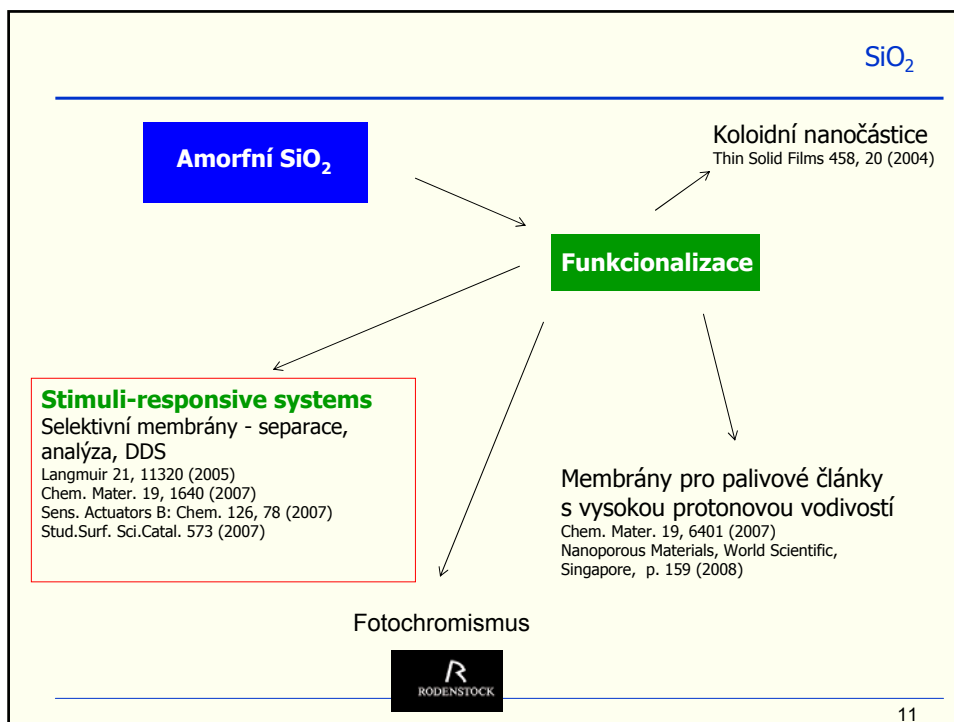 SiO₂
Amorfní SiO₂
Koloidní nanočástice
Thin Solid Films 458, 20 (2004)
Funkcionalizace
Stimuli-responsive systems
Selektivní membrány - separace,
analýza, DDS
Langmuir 21, 11320 (2005)
Chem. Mater. 19, 1640 (2007)
Sens. Actuators B: Chem. 126, 78 (2007)
Stud.Surf. Sci.Catal. 573 (2007)
Membrány pro palivové články
s vysokou protonovou vodivostí
Chem. Mater. 19, 6401 (2007)
Nanoporous Materials, World Scientific,
Singapore, p. 159 (2008)
Fotochromismus
R
RODENSTOCK
11